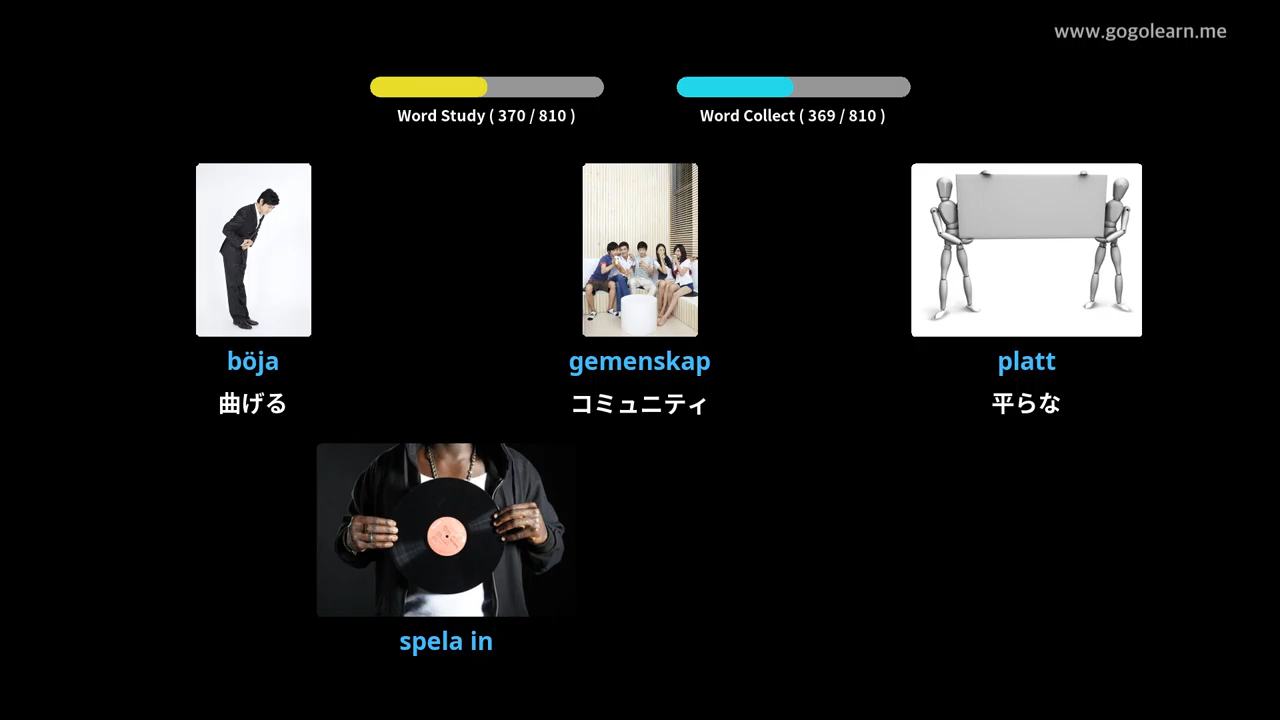 www.gogolearn.me
Word Study ( 370 / 810 )
Word Collect ( 369 / 810 )
böja
gemenskap
platt
曲げる
コミュニティ
平らな
spela in